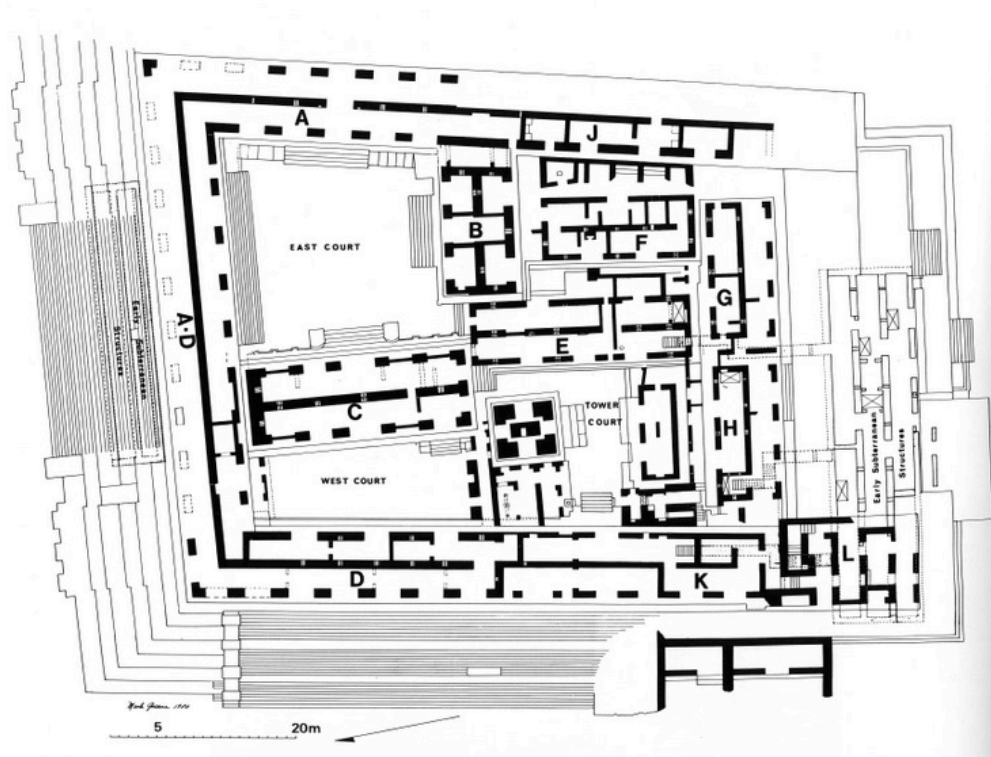 A
J
B
EAST COURT
F
G
A·D
Early Subterranean
Structures
E
C
TOWER
COURT
H
Early Subterranean
Structures
WEST COURT
D
K
L
5 20m